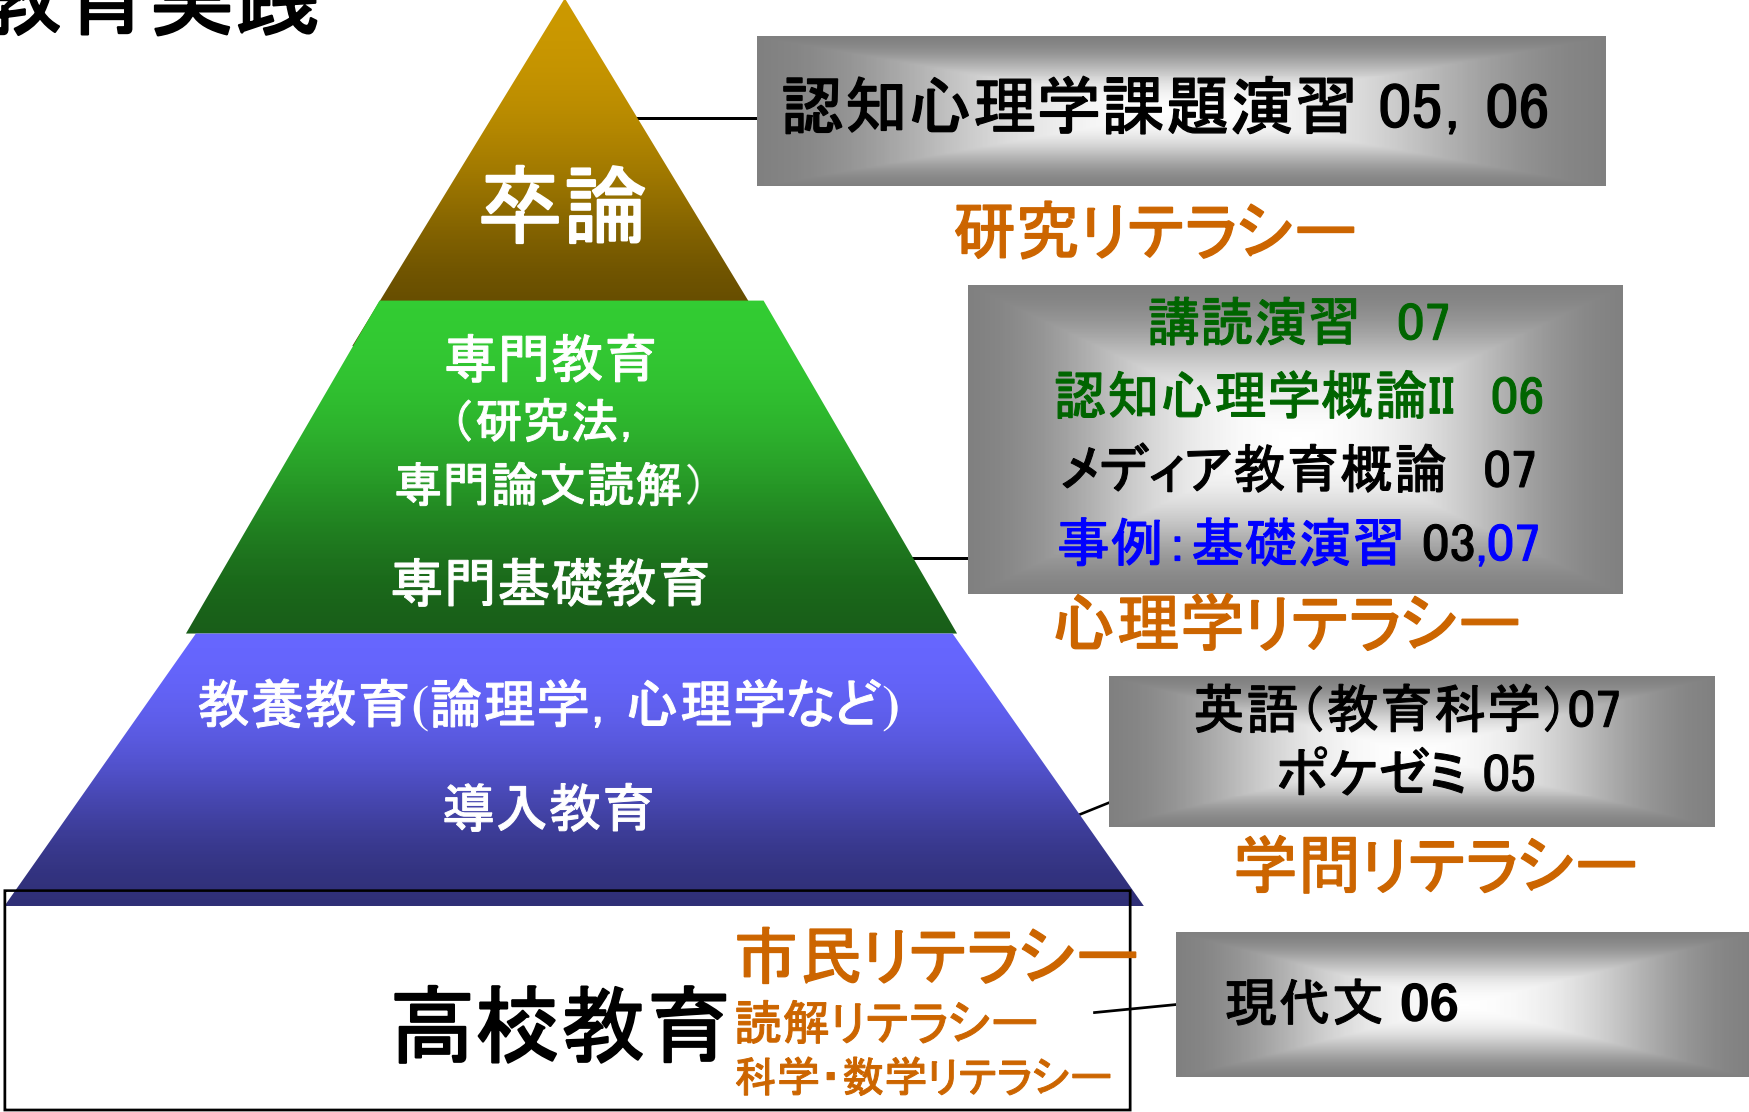 教育実践
卒論
認知心理学課題演習 05，06
研究リテラシー
専門教育
（研究法，
専門論文読解）
専門基礎教育
講読演習　07
認知心理学概論II　06
メディア教育概論　07
事例：基礎演習 03,07
心理学リテラシー
教養教育(論理学，心理学など)
導入教育
英語（教育科学）07
ポケゼミ 05
学問リテラシー
高校教育
市民リテラシー
読解リテラシー
科学・数学リテラシー
現代文 06